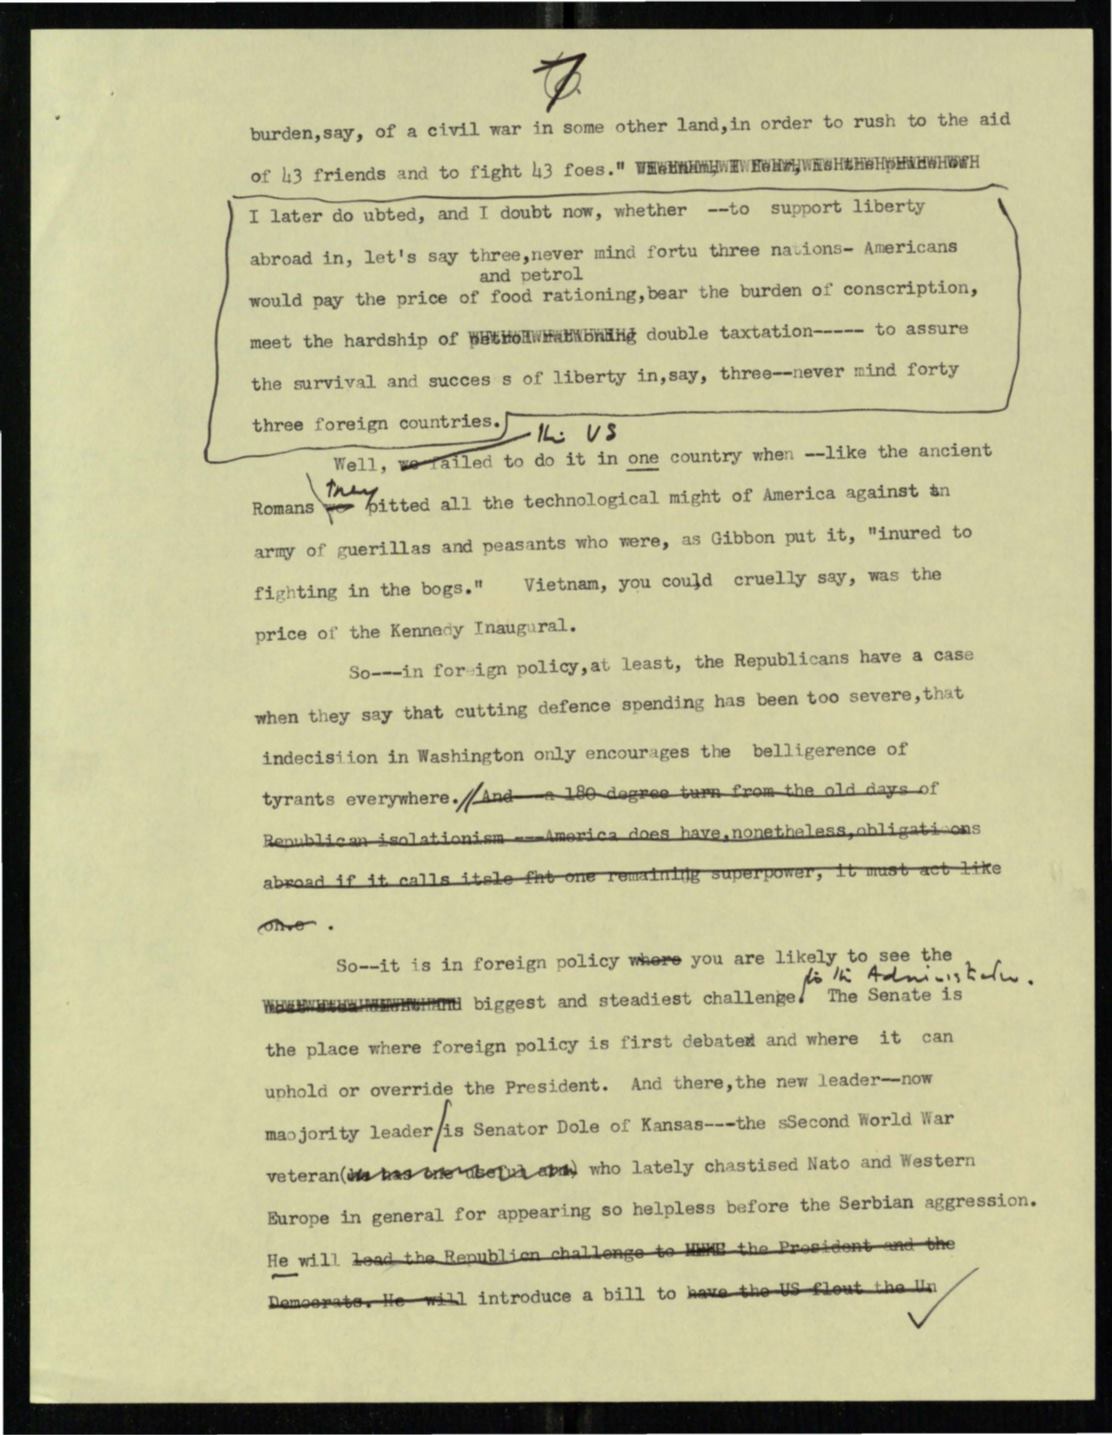 7
burden,say, of a civil war in some other land,in order to rush to the aid
of 43 friends and to fight 43 foes." Vietnam, I fear, is the price of
I later do ubted, and I doubt now, whether --to support liberty
abroad in, let's say three,never mind fortu three nations- Americans
and petrol
would pay the price of food rationing,bear the burden of conscription,
meet the hardship of petrol rationing double taxtation----- to assure
the survival and succes s of liberty in,say, three--never mind forty
three foreign countries.
the US
Well, we failed to do it in one country when --like the ancient
they
Romans we pitted all the technological might of America against an
army of guerillas and peasants who were, as Gibbon put it, "inured to
fighting in the bogs." Vietnam, you could cruelly say, was the
price of the Kennedy Inaugural.
So---in foreign policy,at least, the Republicans have a case
when they say that cutting defence spending has been too severe,that
indecisiion in Washington only encourages the belligerence of
tyrants everywhere.// And---a 180 degree turn from the old days of
Republican isolationism ---America does have,nonetheless,obligatioons
abroad if it calls itsle fht one remaining superpower, it must act like
on.e .
So--it is in foreign policy where you are likely to see the
to the Administration.
biggest and steadiest challenge. The Senate is
the place where foreign policy is first debated and where it can
uphold or override the President. And there,the new leader--now
maojority leader/is Senator Dole of Kansas---the sSecond World War
veteran(he has one useful arm) who lately chastised Nato and Western
Europe in general for appearing so helpless before the Serbian aggression.
He will lead the Republicn challenge to the President and the
Democrats. He will introduce a bill to have the US flout the Un